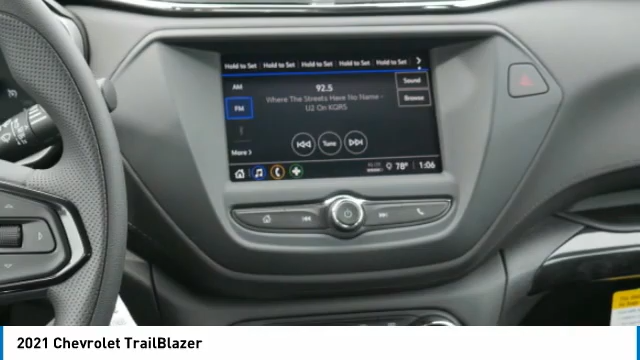 Hold to Set Hold to Set Hold to Set Hold to Set Hold to Set
AM 92.5 Sound
Where The Streets Have No Name -
FM Browse
U2 On KQRS
Tune
More
78° 1:06
2021 Chevrolet TrailBlazer